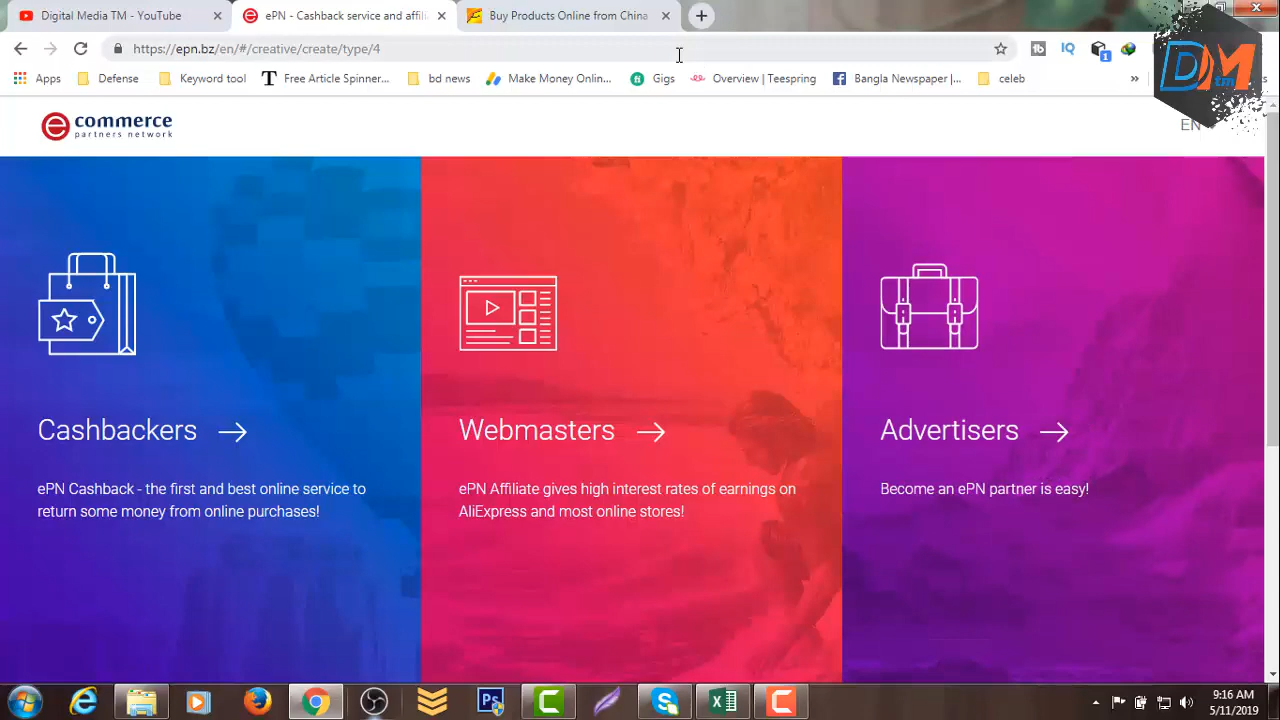 Digital Media TM - YouTube
ePN - Cashback service and affili
Buy Products Online from China
https://epn.bz/en/#/creative/create/type/4
Apps
Defense
Keyword tool
Free Article Spinner...
bd news
Make Money Onlin...
Gigs
Overview | Teespring
Bangla Newspaper |...
celeb
DM
tm
e commerce
partners network
EN
Cashbackers
ePN Cashback - the first and best online service to
return some money from online purchases!
Webmasters
ePN Affiliate gives high interest rates of earnings on
AliExpress and most online stores!
Advertisers
Become an ePN partner is easy!
9:16 AM
5/11/2019